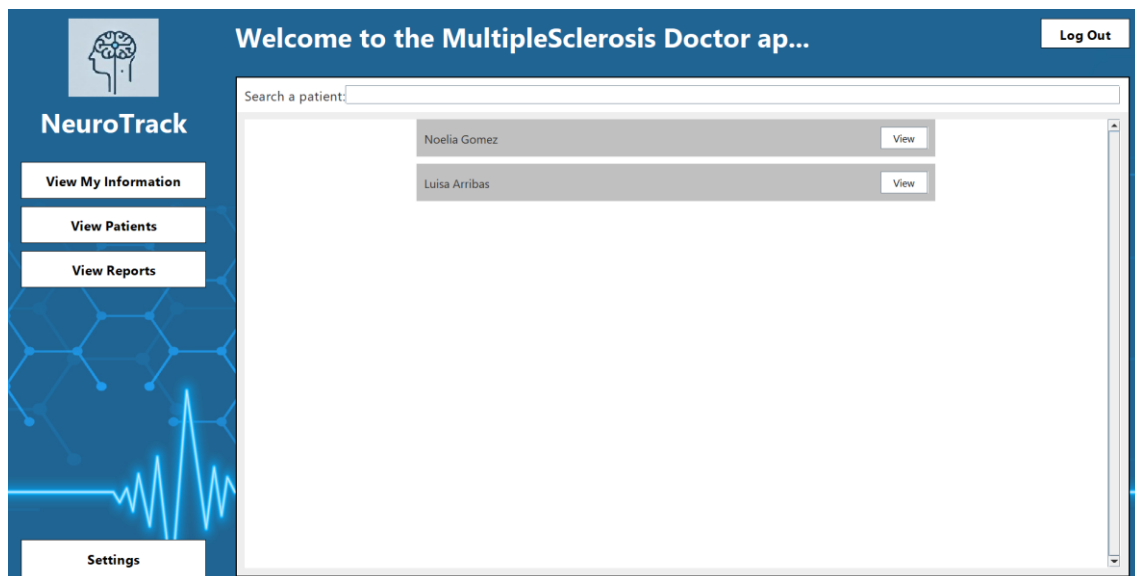 Welcome to the MultipleSclerosis Doctor ap...
Log Out
NeuroTrack
View My Information
View Patients
View Reports
Settings
Search a patient:
Noelia Gomez
View
Luisa Arribas
View